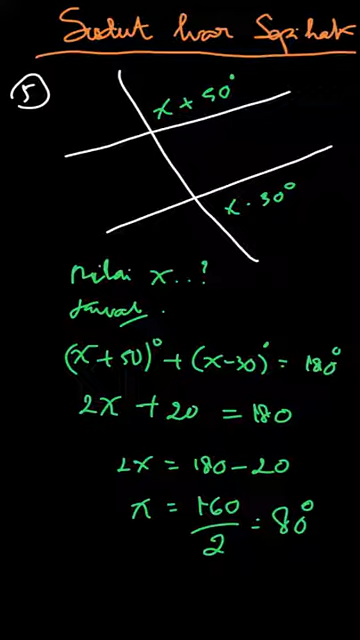 Sudut luar Sepihak
5
x + 50°
x - 30°
Nilai x...?
Jawab.
(x + 50)° + (x - 30)° = 180°
2x + 20 = 180
2x = 180 - 20
x = 160/2 = 80°